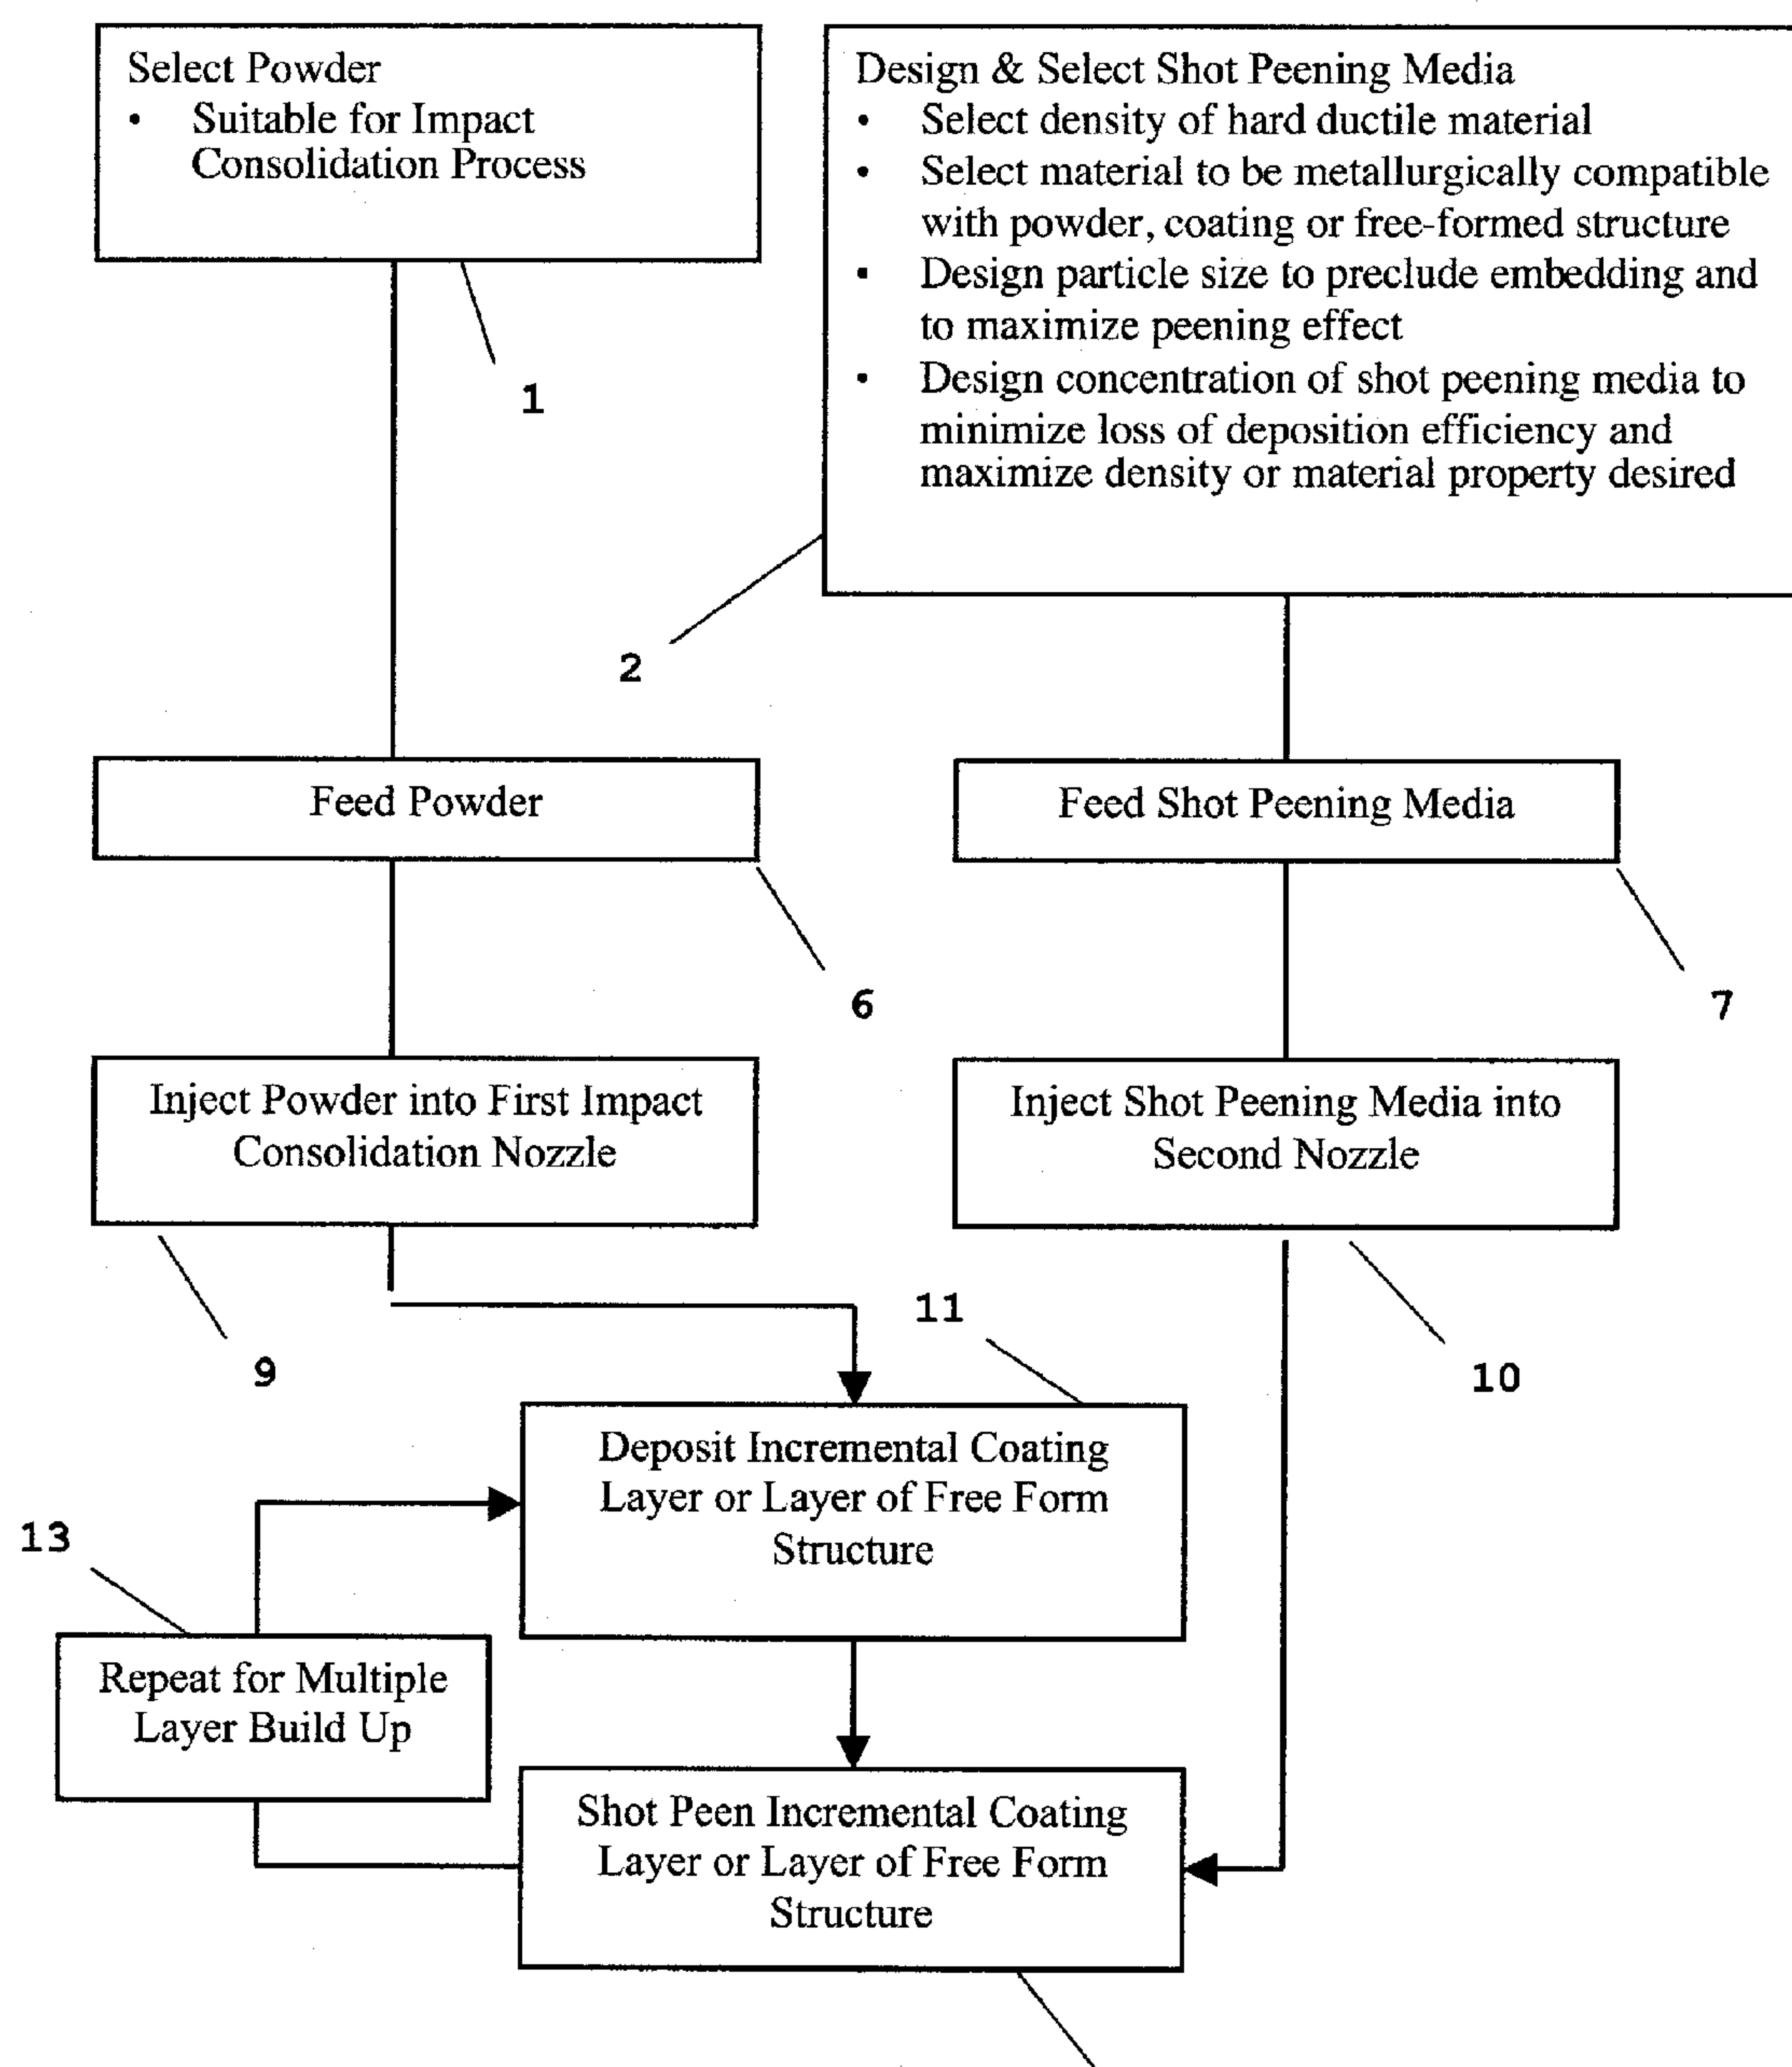 Select Powder
• Suitable for Impact
Consolidation Process
1
Design & Select Shot Peening Media
• Select density of hard ductile material
• Select material to be metallurgically compatible
with powder, coating or free-formed structure
▪ Design particle size to preclude embedding and
to maximize peening effect
• Design concentration of shot peening media to
minimize loss of deposition efficiency and
maximize density or material property desired
2
Feed Powder
6
Feed Shot Peening Media
7
Inject Powder into First Impact
Consolidation Nozzle
9
Inject Shot Peening Media into
Second Nozzle
10
11
Deposit Incremental Coating
Layer or Layer of Free Form
Structure
13
Repeat for Multiple
Layer Build Up
Shot Peen Incremental Coating
Layer or Layer of Free Form
Structure